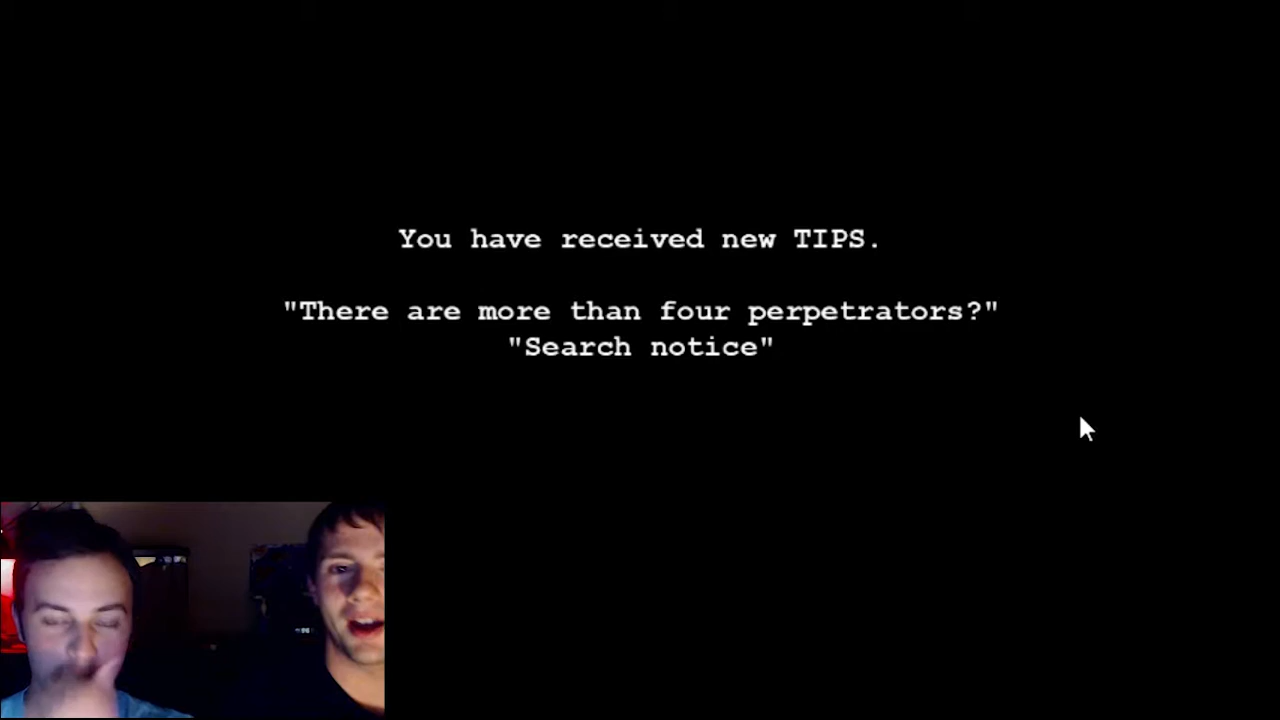 You have received new TIPS.
"There are more than four perpetrators?"
"Search notice"